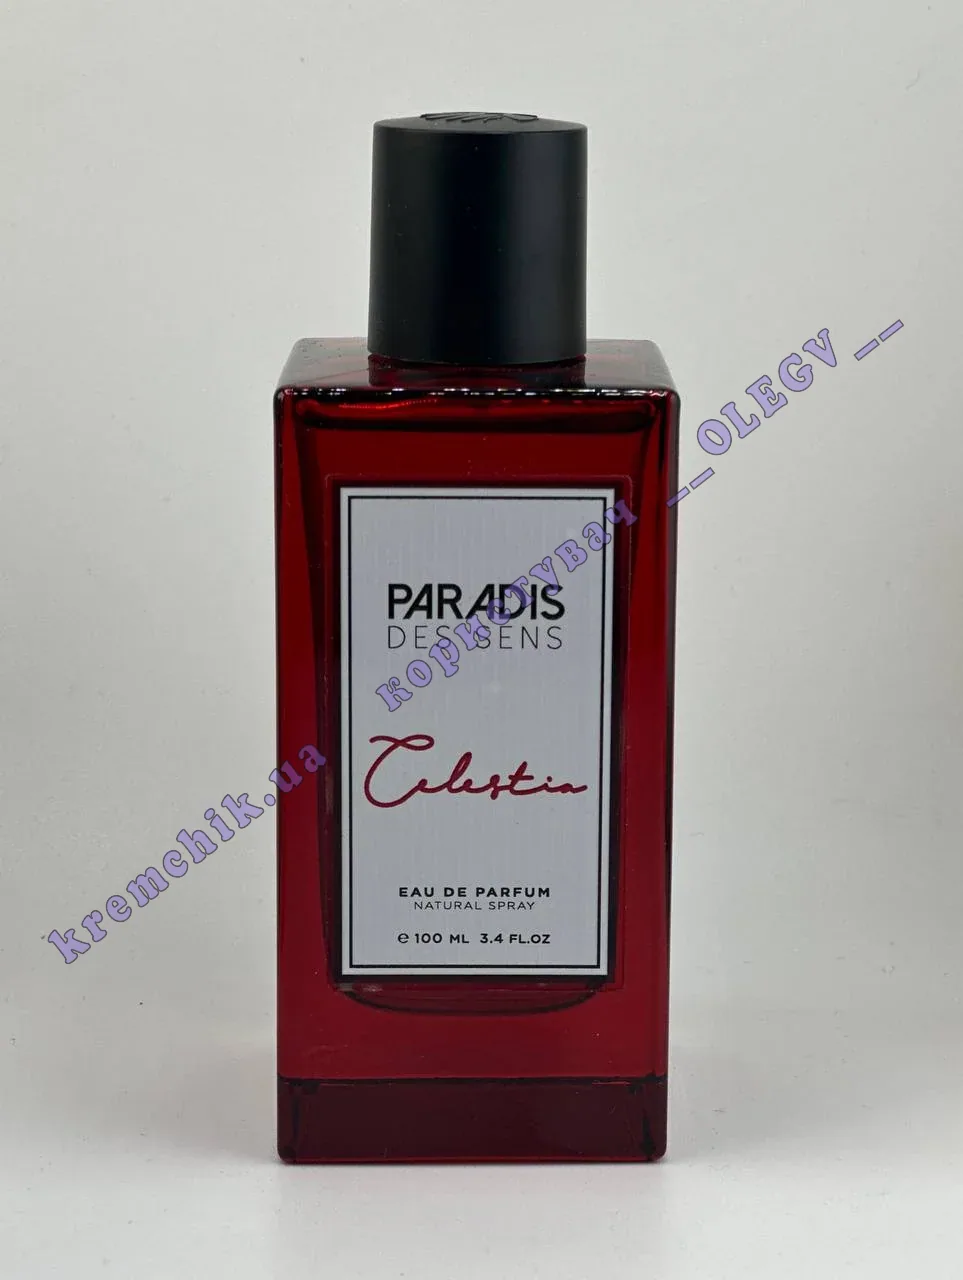 PARADIS
DES SENS
Celestia
EAU DE PARFUM
NATURAL SPRAY
℮ 100 ML 3.4 FL.OZ
kremchik.ua користувач __OLEGV__